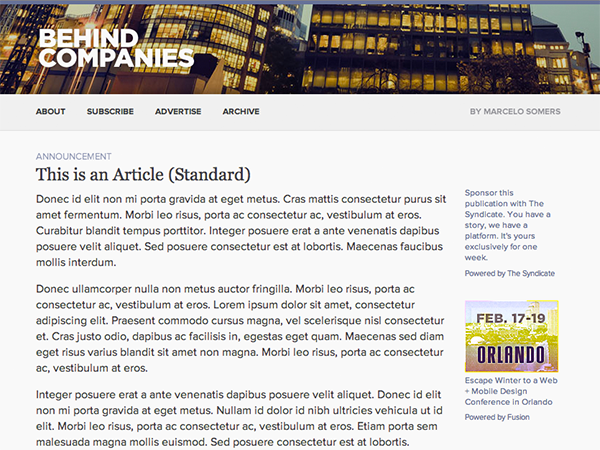 BEHIND
COMPANIES
ABOUT SUBSCRIBE ADVERTISE ARCHIVE BY MARCELO SOMERS
ANNOUNCEMENT
This is an Article (Standard)
Donec id elit non mi porta gravida at eget metus. Cras mattis consectetur purus sit
amet fermentum. Morbi leo risus, porta ac consectetur ac, vestibulum at eros.
Curabitur blandit tempus porttitor. Integer posuere erat a ante venenatis dapibus
posuere velit aliquet. Sed posuere consectetur est at lobortis. Maecenas faucibus
mollis interdum.
Donec ullamcorper nulla non metus auctor fringilla. Morbi leo risus, porta ac
consectetur ac, vestibulum at eros. Lorem ipsum dolor sit amet, consectetur
adipiscing elit. Praesent commodo cursus magna, vel scelerisque nisl consectetur
et. Cras justo odio, dapibus ac facilisis in, egestas eget quam. Maecenas sed diam
eget risus varius blandit sit amet non magna. Morbi leo risus, porta ac consectetur
ac, vestibulum at eros.
Integer posuere erat a ante venenatis dapibus posuere velit aliquet. Donec id elit
non mi porta gravida at eget metus. Nullam id dolor id nibh ultricies vehicula ut id
elit. Morbi leo risus, porta ac consectetur ac, vestibulum at eros. Etiam porta sem
malesuada magna mollis euismod. Sed posuere consectetur est at lobortis.
Sponsor this
publication with The
Syndicate. You have a
story, we have a
platform. It's yours
exclusively for one
week.
Powered by The Syndicate
FEB. 17-19
ORLANDO
Escape Winter to a Web
+ Mobile Design
Conference in Orlando
Powered by Fusion